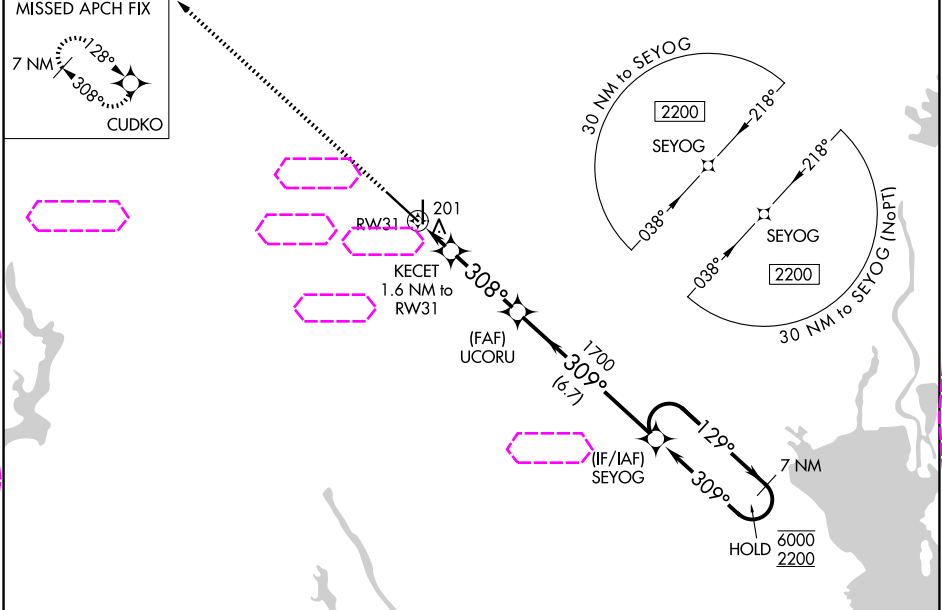 MISSED APCH FIX
7 NM
128°
308°
CUDKO
30 NM to SEYOG
2200
SEYOG
218°
038°
218°
038°
SEYOG
2200
30 NM to SEYOG (NoPT)
201
RW31
KECET
1.6 NM to
RW31
308°
(FAF)
UCORU
1700
309°
(6.7)
(IF/IAF)
SEYOG
129°
309°
7 NM
HOLD
6000
2200